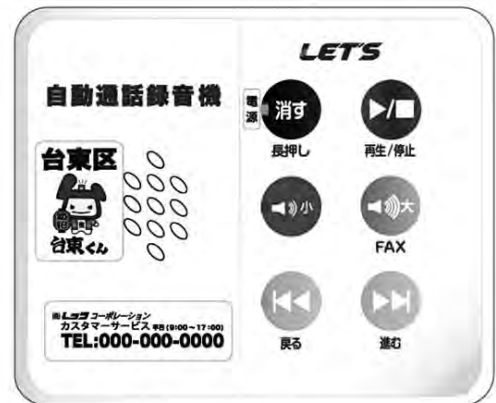 LET'S
自動通話録音機
電源
消す
長押し
▶/■
再生/停止
台東区
台東くん
小
大
FAX
戻る
進む
㈱レッツコーポレーション
カスタマーサービス 平日(9:00~17:00)
TEL:000-000-0000